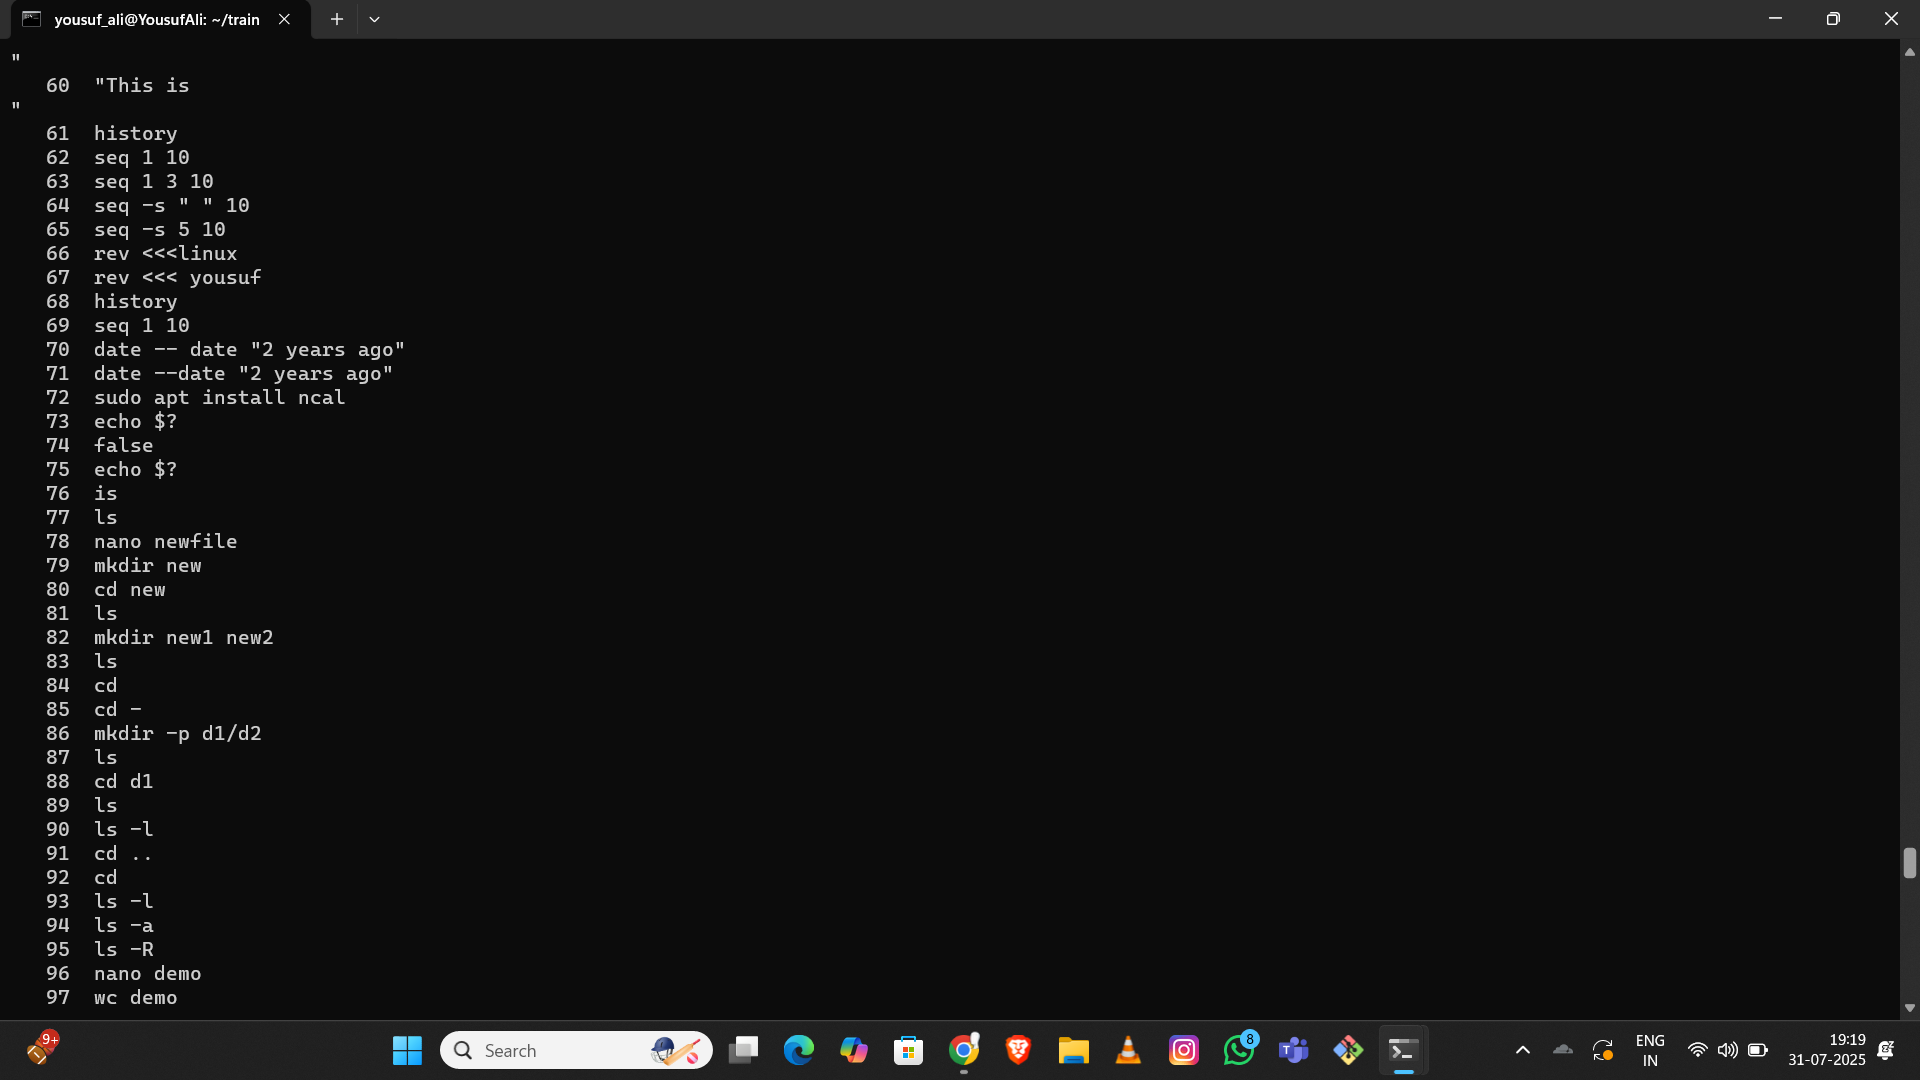 yousuf_ali@YousufAli: ~/train
"
60 "This is
"
61 history
62 seq 1 10
63 seq 1 3 10
64 seq -s " " 10
65 seq -s 5 10
66 rev <<<linux
67 rev <<< yousuf
68 history
69 seq 1 10
70 date -- date "2 years ago"
71 date --date "2 years ago"
72 sudo apt install ncal
73 echo $?
74 false
75 echo $?
76 is
77 ls
78 nano newfile
79 mkdir new
80 cd new
81 ls
82 mkdir new1 new2
83 ls
84 cd
85 cd -
86 mkdir -p d1/d2
87 ls
88 cd d1
89 ls
90 ls -l
91 cd ..
92 cd
93 ls -l
94 ls -a
95 ls -R
96 nano demo
97 wc demo
9+
Search
8
ENG
IN
19:19
31-07-2025